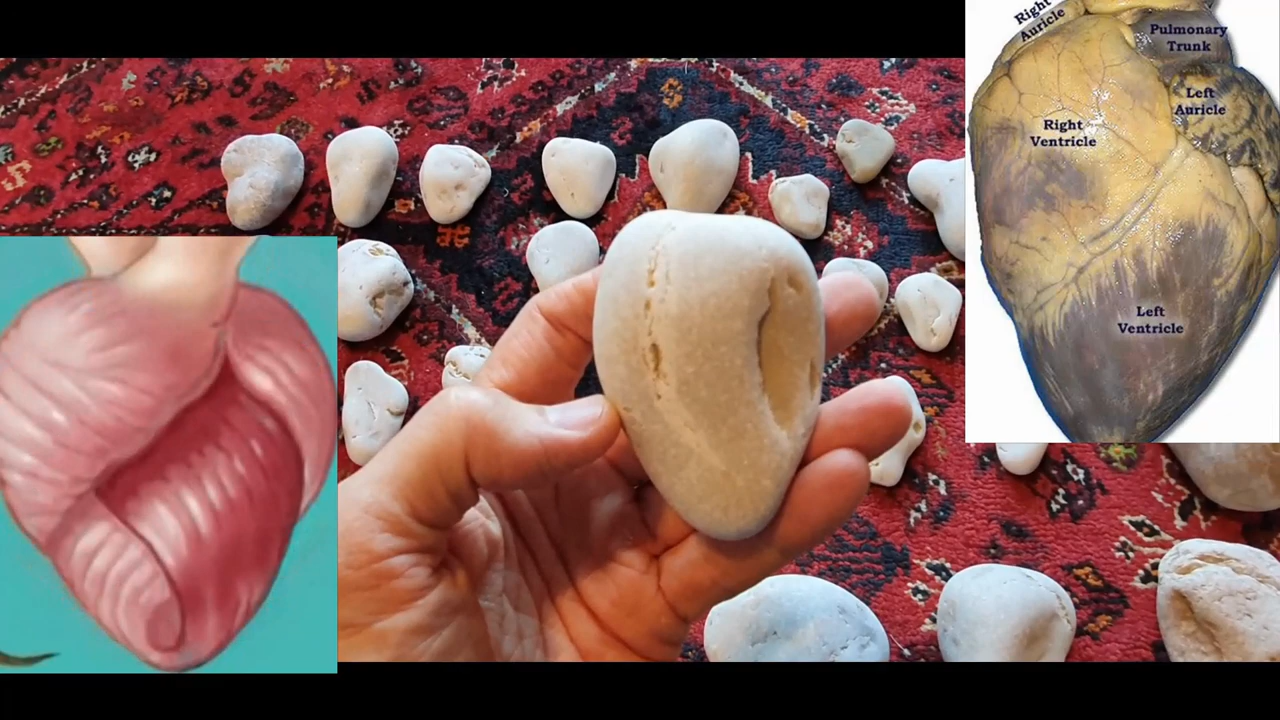 Right
Auricle
Pulmonary
Trunk
Left
Auricle
Right
Ventricle
Left
Ventricle